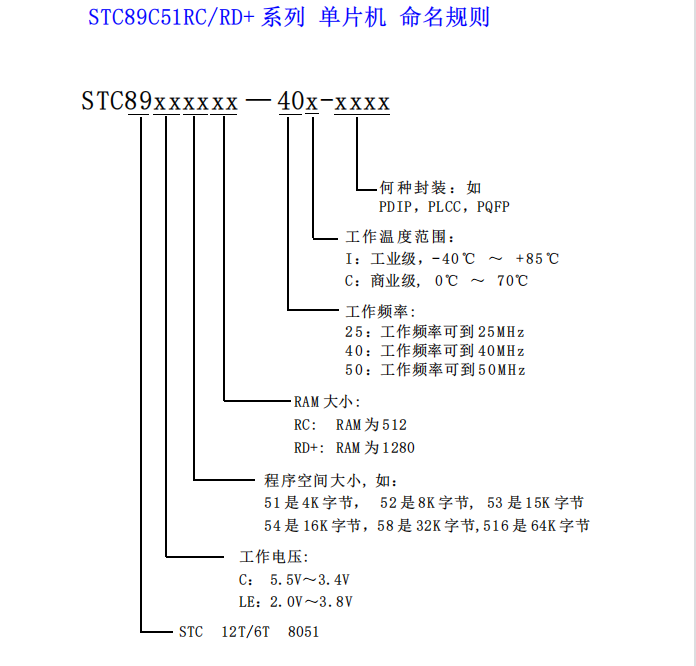 STC89C51RC/RD+系列 单片机 命名规则
STC89xxxxxx—40x-xxxx
何种封装：如
PDIP，PLCC，PQFP
工作温度范围：
I：工业级，-40℃ ～ +85℃
C：商业级, 0℃ ～ 70℃
工作频率:
25：工作频率可到25MHz
40：工作频率可到40MHz
50：工作频率可到50MHz
RAM大小:
RC: RAM为512
RD+: RAM为1280
程序空间大小,如:
51是4K字节， 52是8K字节, 53是15K字节
54是16K字节，58是32K字节,516是64K字节
工作电压:
C: 5.5V～3.4V
LE：2.0V～3.8V
STC 12T/6T 8051